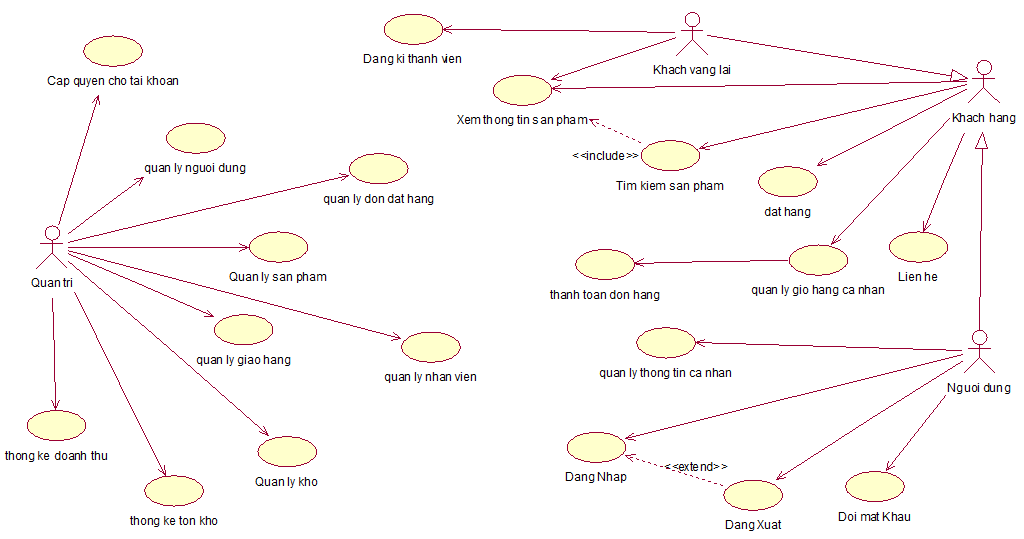 Dang ki thanh vien
Khach vang lai
Cap quyen cho tai khoan
Xem thong tin san pham
Khach hang
quan ly nguoi dung
<<include>>
Tim kiem san pham
quan ly don dat hang
dat hang
Quan tri
Quan ly san pham
thanh toan don hang
quan ly gio hang ca nhan
Lien he
quan ly giao hang
quan ly nhan vien
quan ly thong tin ca nhan
Nguoi dung
thong ke doanh thu
Quan ly kho
thong ke ton kho
Dang Nhap
<<extend>>
Dang Xuat
Doi mat Khau